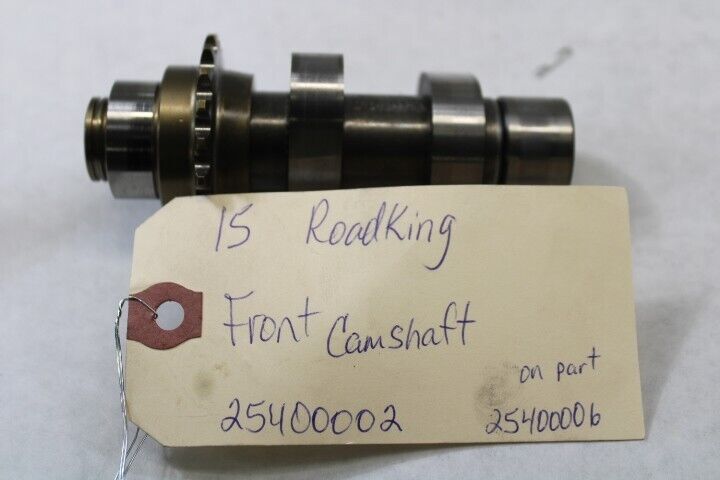 15 RoadKing
Front Camshaft
on part
25400002 25400006